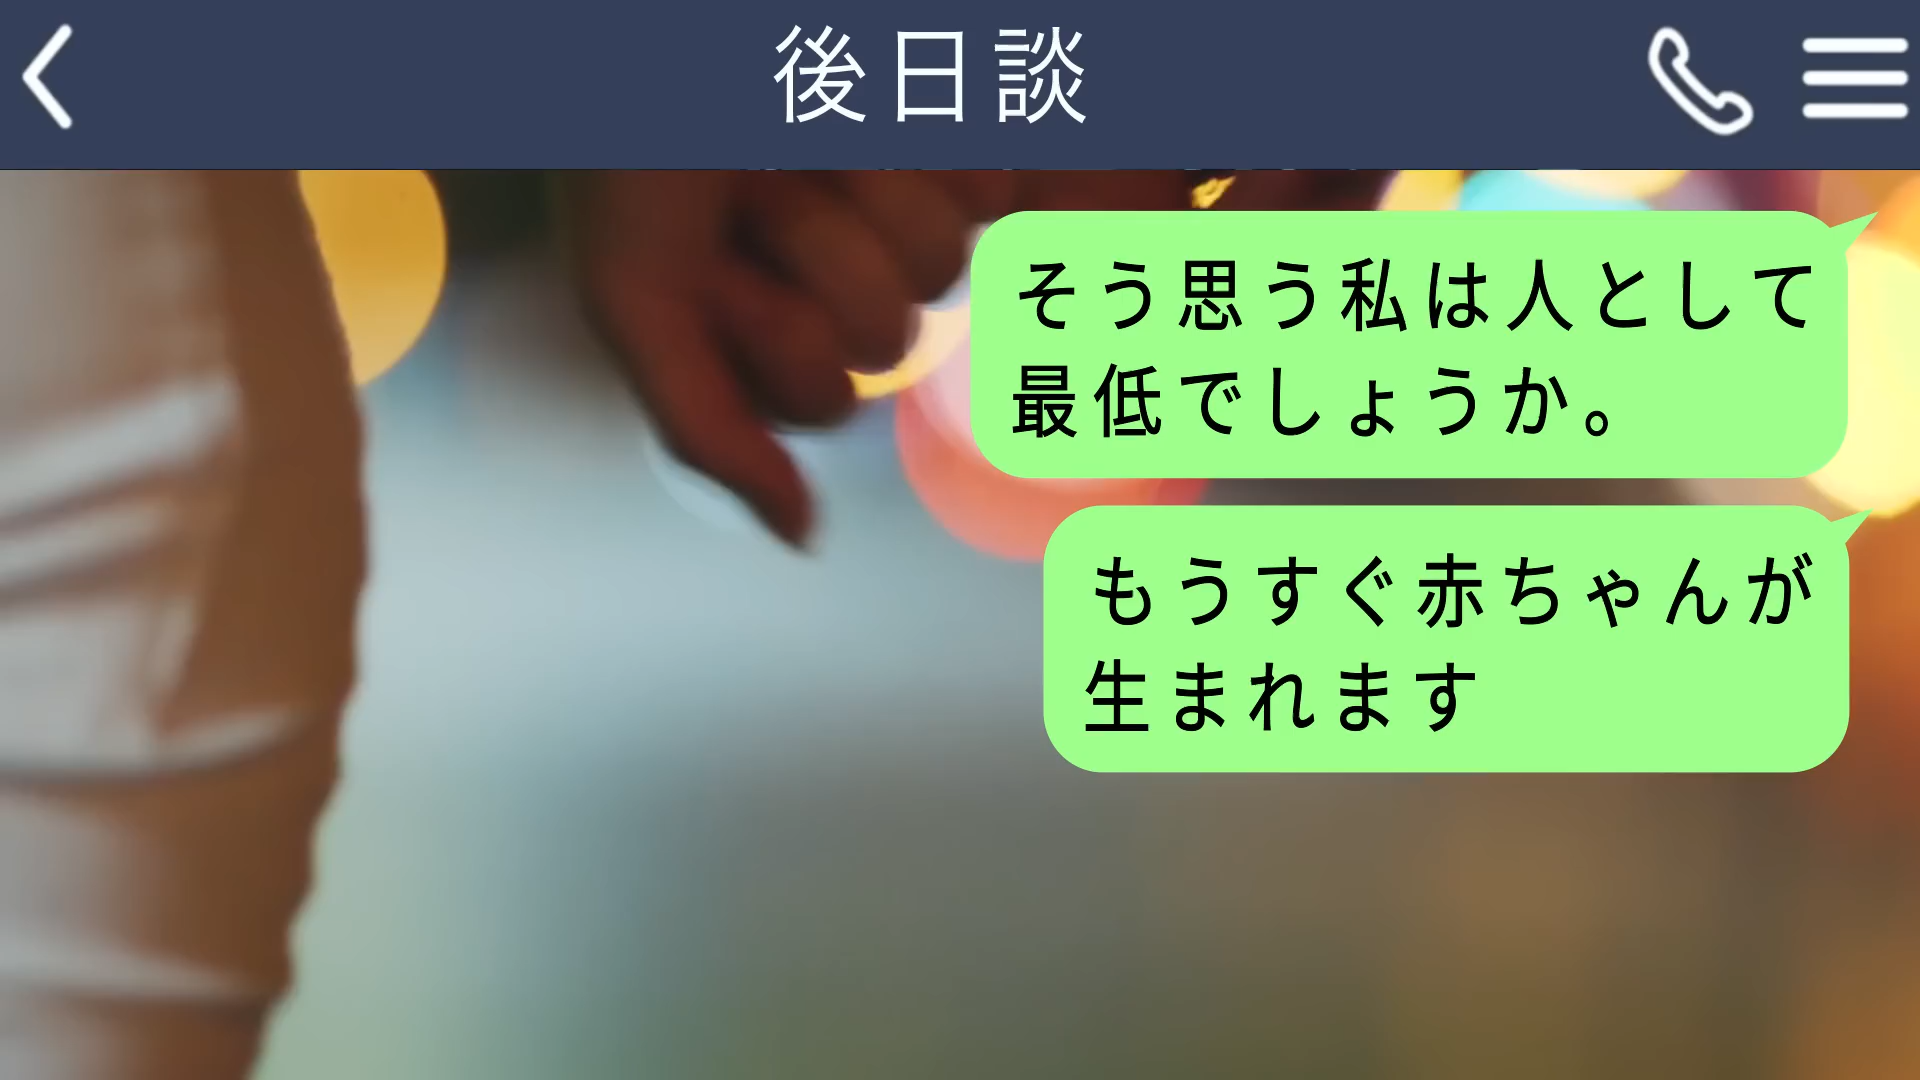 後日談
そう思う私は人として
最低でしょうか。
もうすぐ赤ちゃんが
生まれます